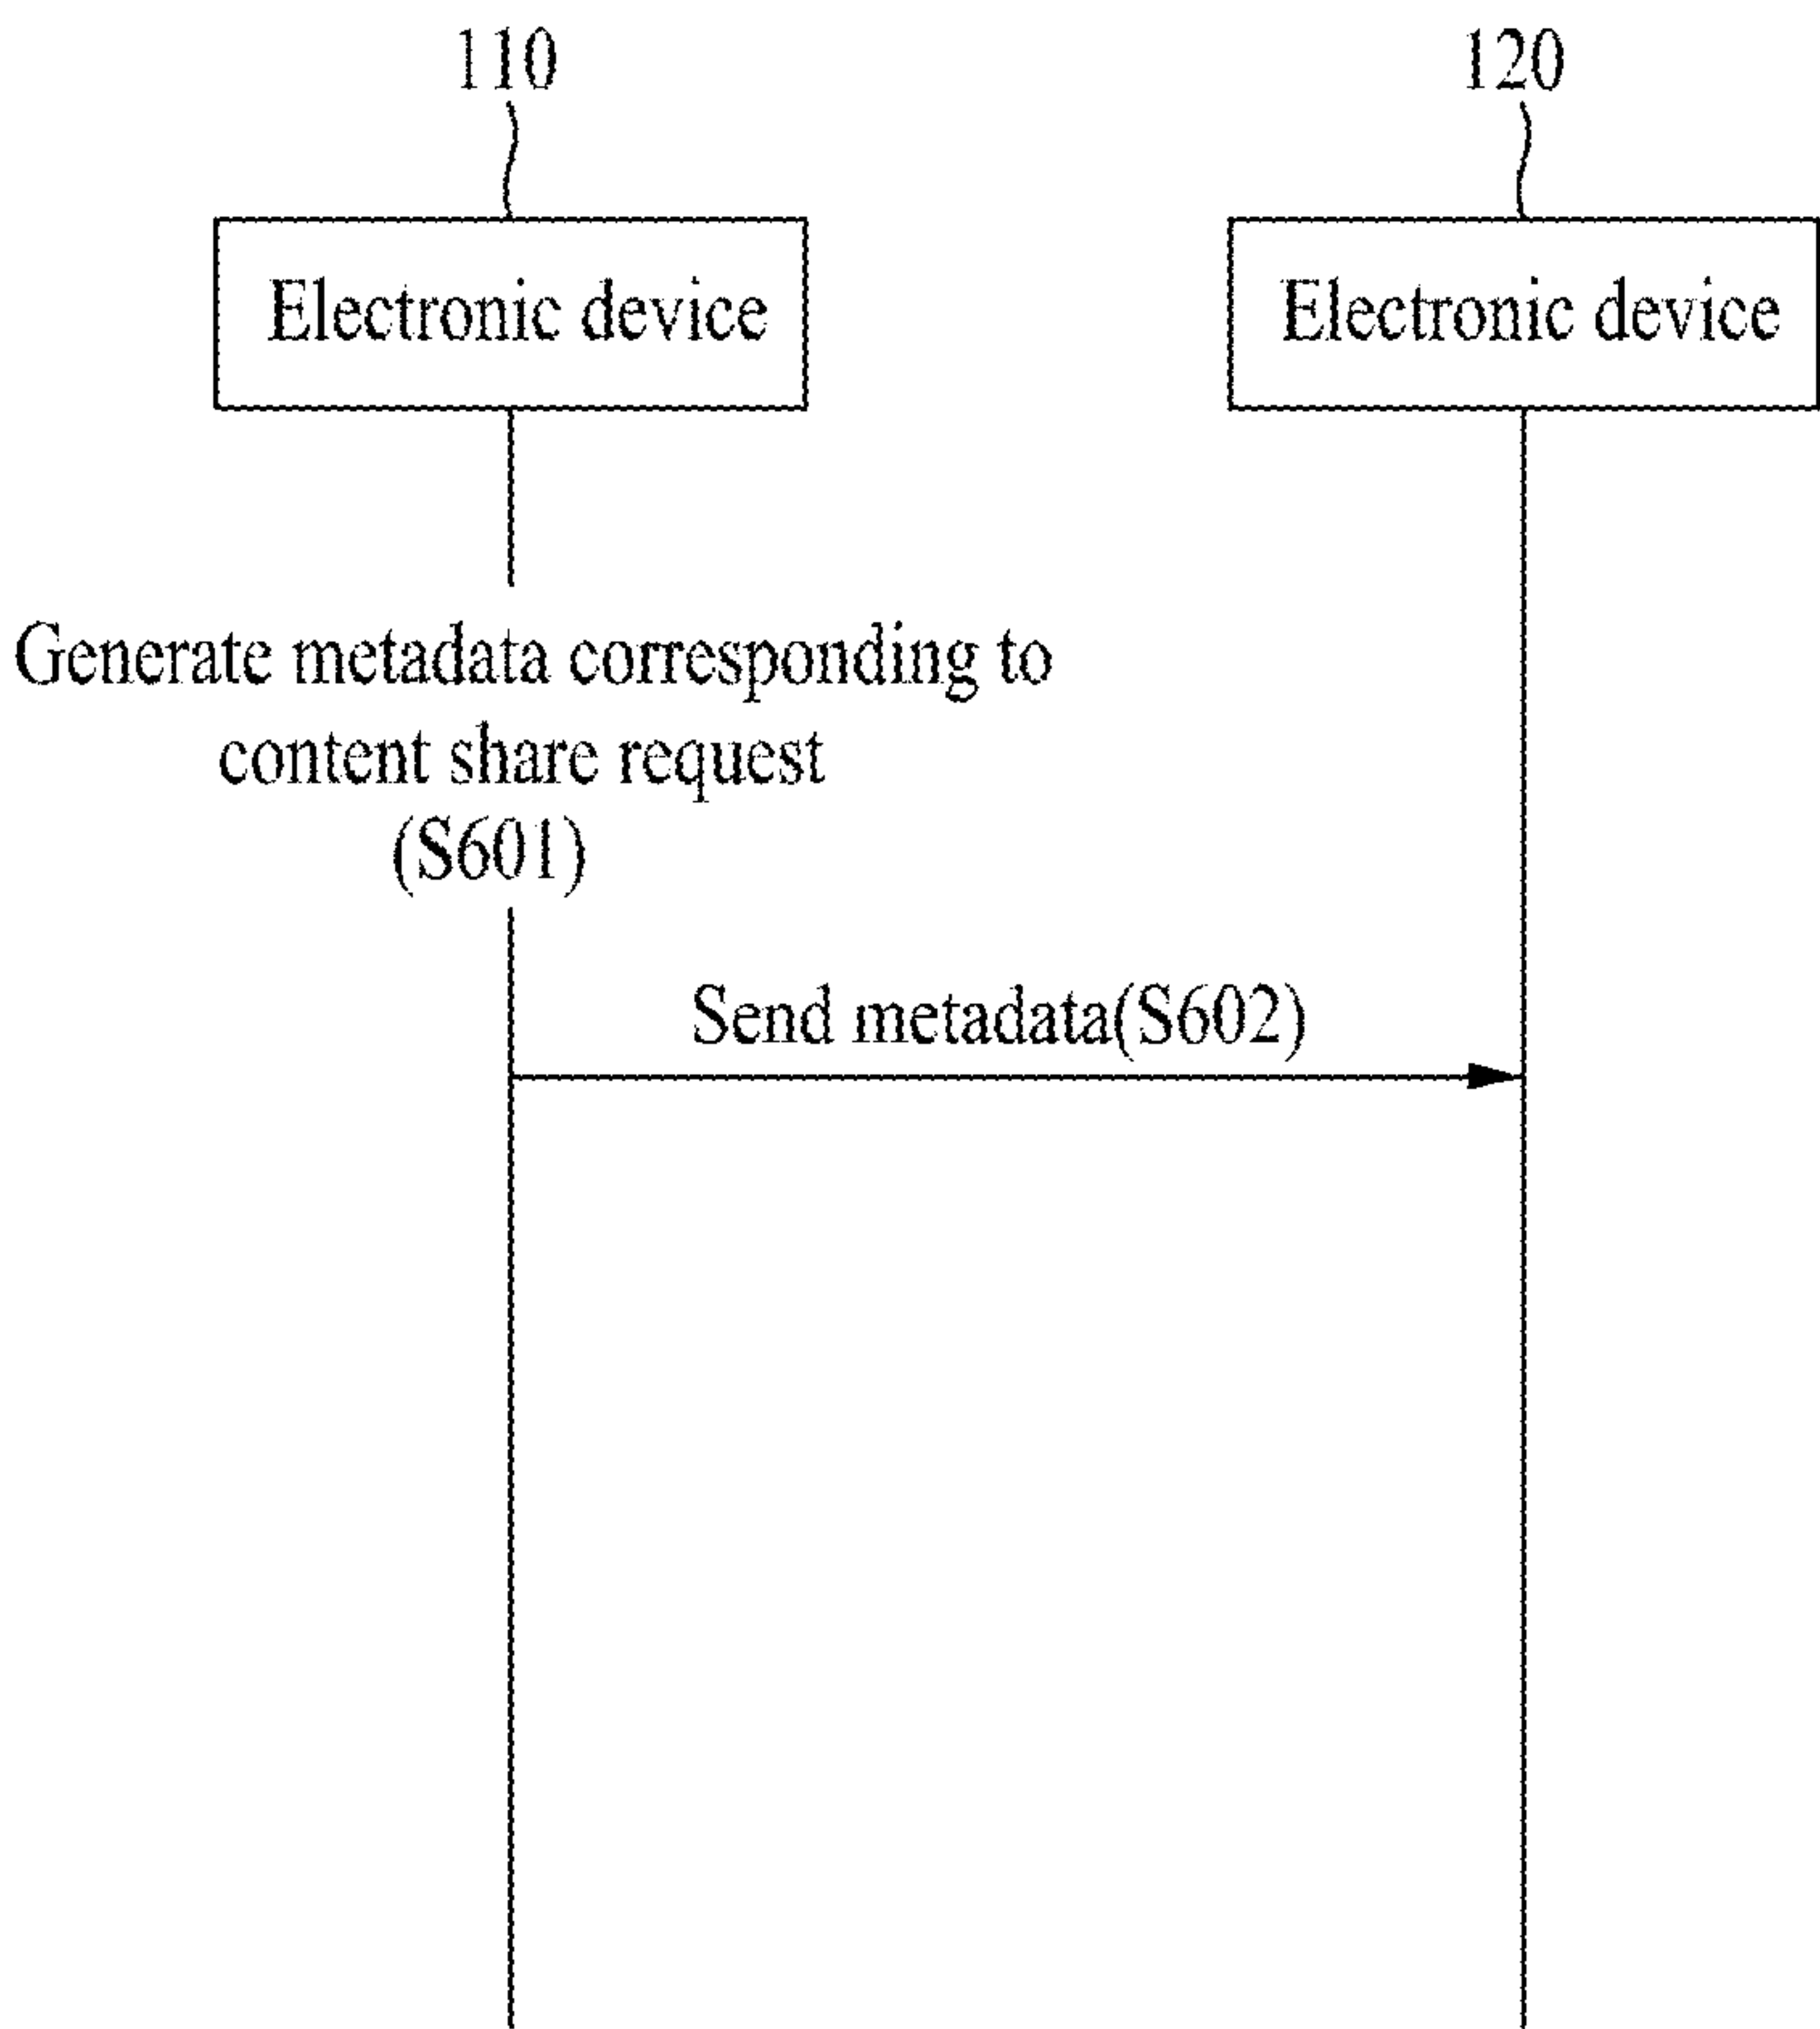 110
120
Electronic device
Electronic device
Generate metadata corresponding to
content share request
(S601)
Send metadata(S602)